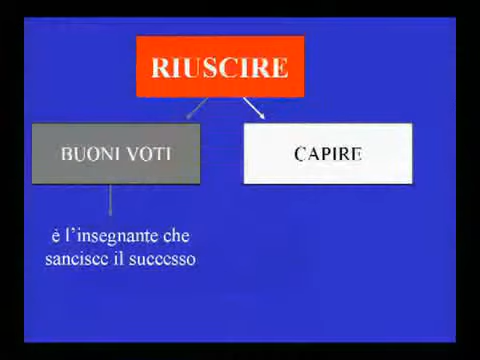 RIUSCIRE
BUONI VOTI
CAPIRE
è l'insegnante che
sancisce il successo